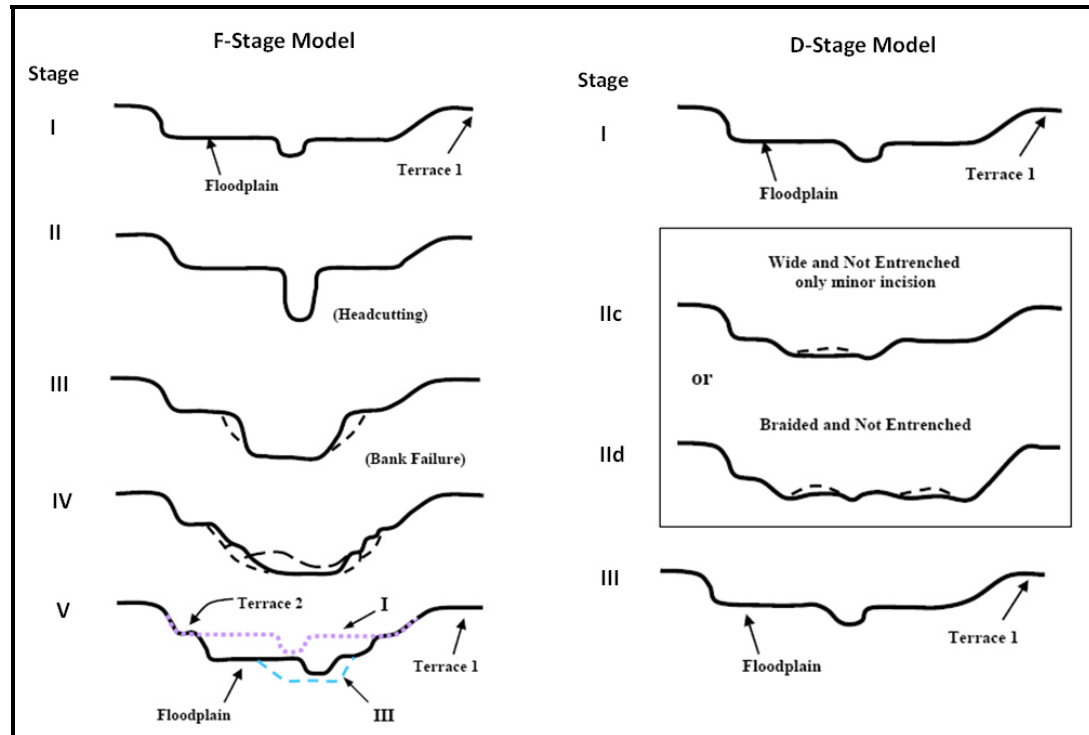 F-Stage Model
Stage
I
Floodplain
Terrace 1
II
(Headcutting)
III
(Bank Failure)
IV
V
Terrace 2
I
Terrace 1
Floodplain
III
D-Stage Model
Stage
I
Floodplain
Terrace 1
Wide and Not Entrenched
only minor incision
IIc
or
Braided and Not Entrenched
IId
III
Terrace 1
Floodplain